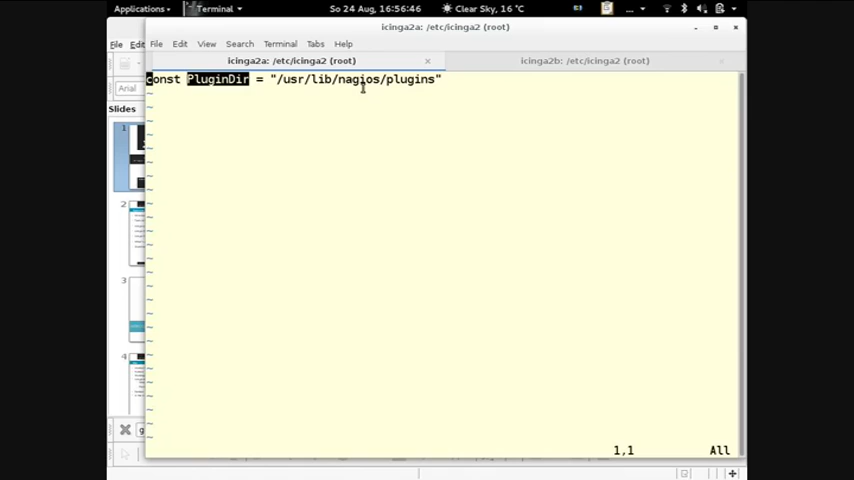 Applications
Terminal
So 24 Aug, 16:56:46
Clear Sky, 16 °C
...
icinga2a: /etc/icinga2 (root)
File
File Edit View Search Terminal Tabs Help
icinga2a: /etc/icinga2 (root)
icinga2b: /etc/icinga2 (root)
Arial
Slides
const PluginDir = "/usr/lib/nagios/plugins"
1
2
3
4
1,1
All